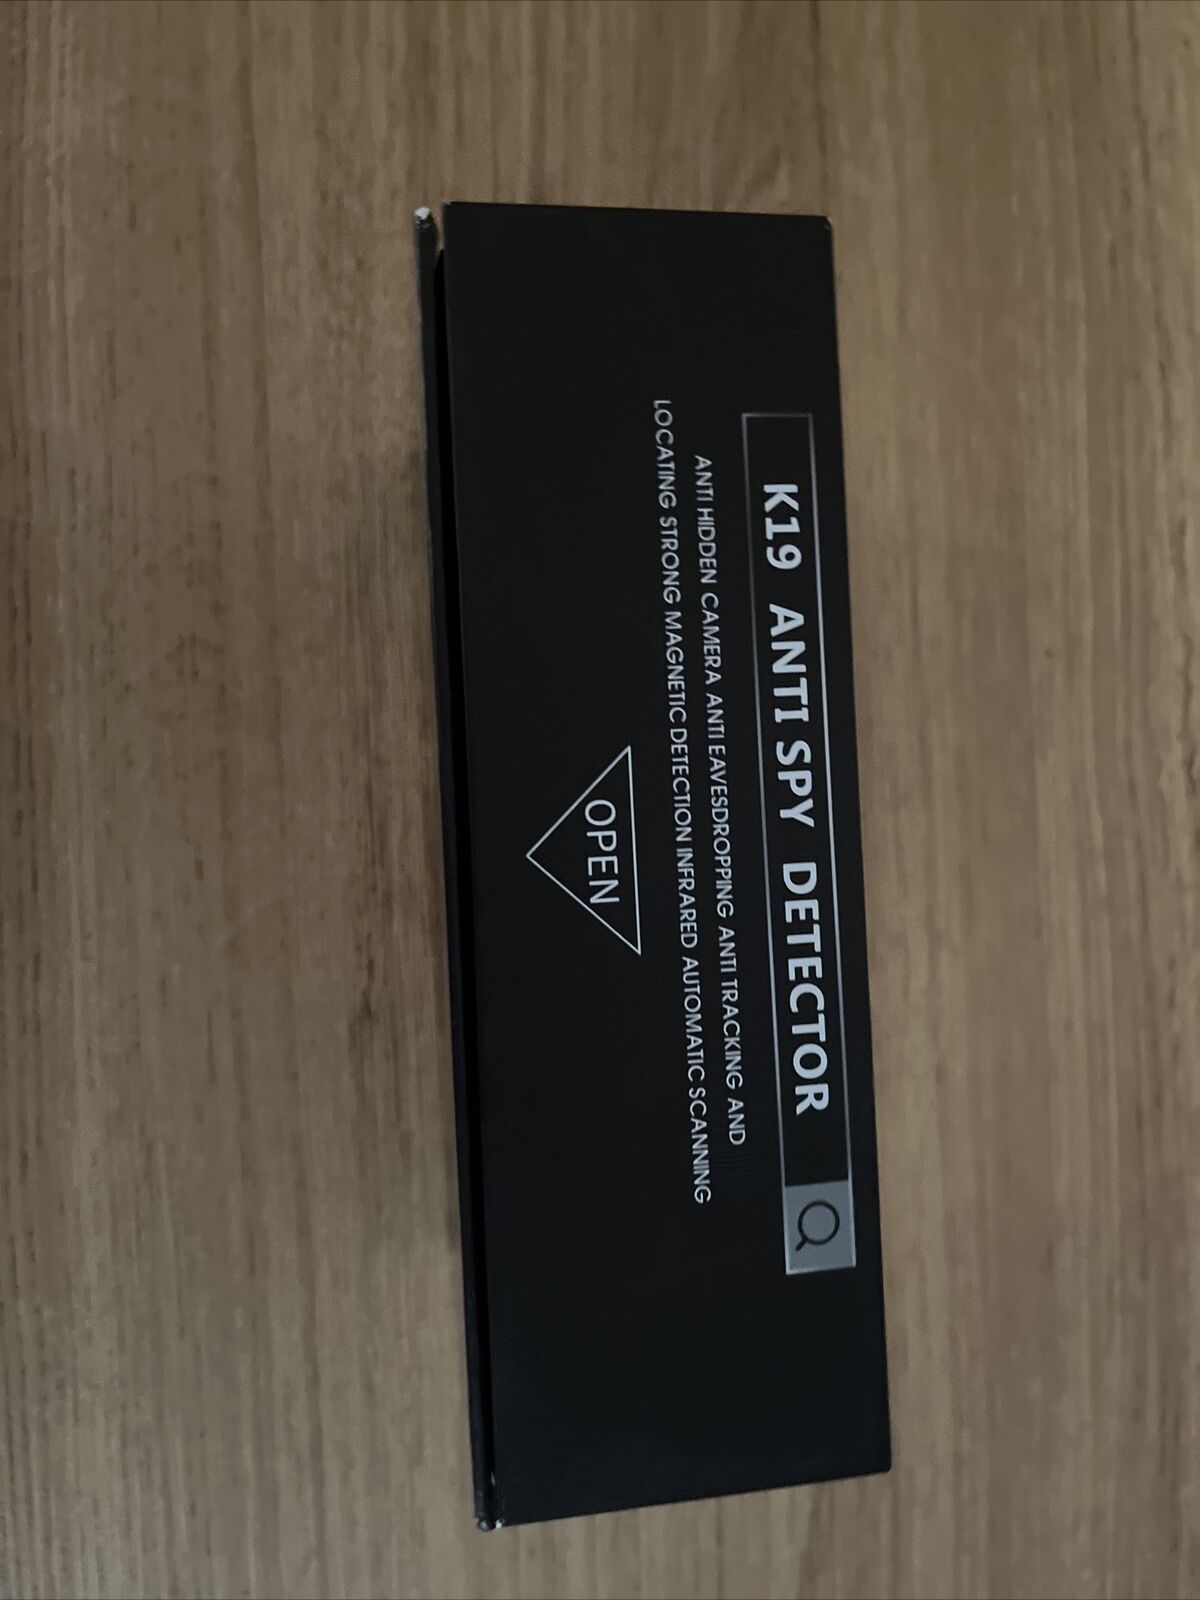 K19 ANTI SPY DETECTOR
ANTI HIDDEN CAMERA ANTI EAVESDROPPING ANTI TRACKING AND
LOCATING STRONG MAGNETIC DETECTION INFRARED AUTOMATIC SCANNING
OPEN